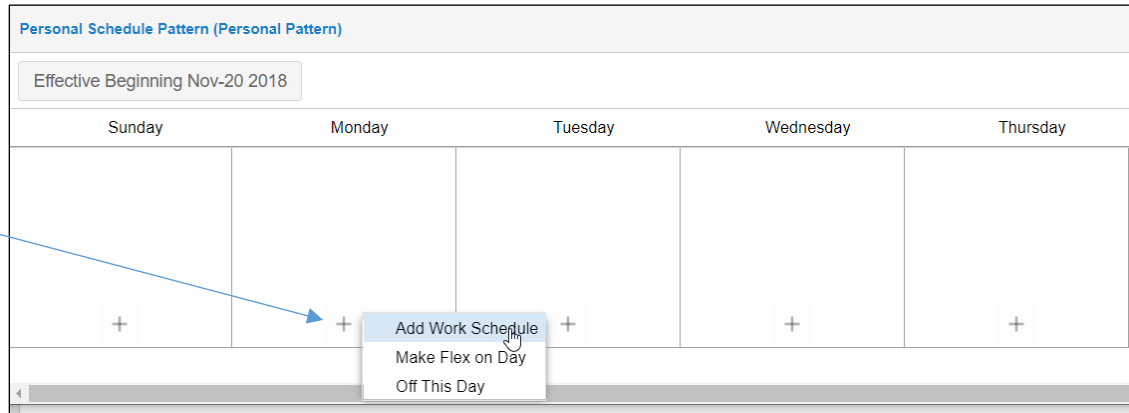 Personal Schedule Pattern (Personal Pattern)
Effective Beginning Nov-20 2018
Sunday Monday Tuesday Wednesday Thursday
+ + + + +
Add Work Schedule
Make Flex on Day
Off This Day